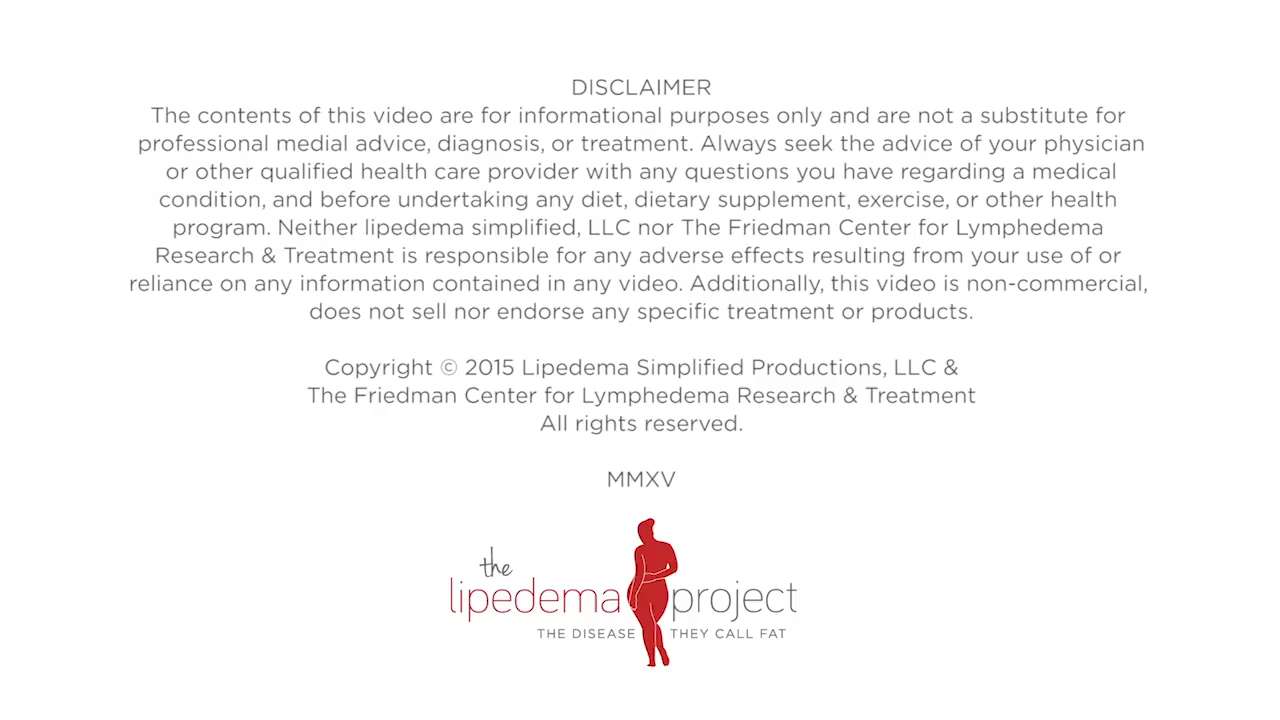 DISCLAIMER
The contents of this video are for informational purposes only and are not a substitute for
professional medial advice, diagnosis, or treatment. Always seek the advice of your physician
or other qualified health care provider with any questions you have regarding a medical
condition, and before undertaking any diet, dietary supplement, exercise, or other health
program. Neither lipedema simplified, LLC nor The Friedman Center for Lymphedema
Research & Treatment is responsible for any adverse effects resulting from your use of or
reliance on any information contained in any video. Additionally, this video is non-commercial,
does not sell nor endorse any specific treatment or products.
Copyright © 2015 Lipedema Simplified Productions, LLC &
The Friedman Center for Lymphedema Research & Treatment
All rights reserved.
MMXV
the
lipedema project
THE DISEASE THEY CALL FAT